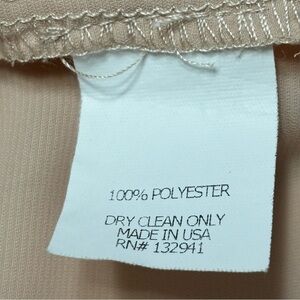 100% POLYESTER
DRY CLEAN ONLY
MADE IN USA
RN# 132941